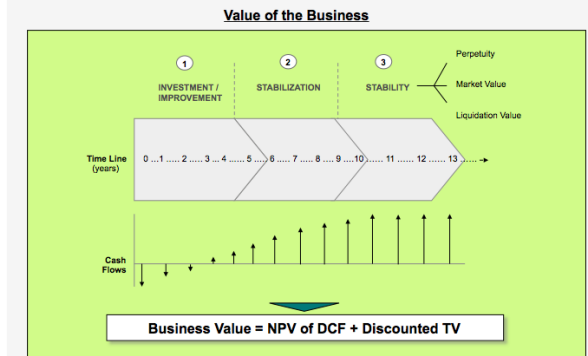 Value of the Business
1
2
3
INVESTMENT /
IMPROVEMENT
STABILIZATION
STABILITY
Perpetuity
Market Value
Liquidation Value
Time Line
(years)
0 ...1 ..... 2 ..... 3 .. 4 ..... 5 ..... 6 ..... 7 ..... 8 .... 9 ....10 ..... 11 ..... 12 ..... 13 .....
Cash
Flows
Business Value = NPV of DCF + Discounted TV